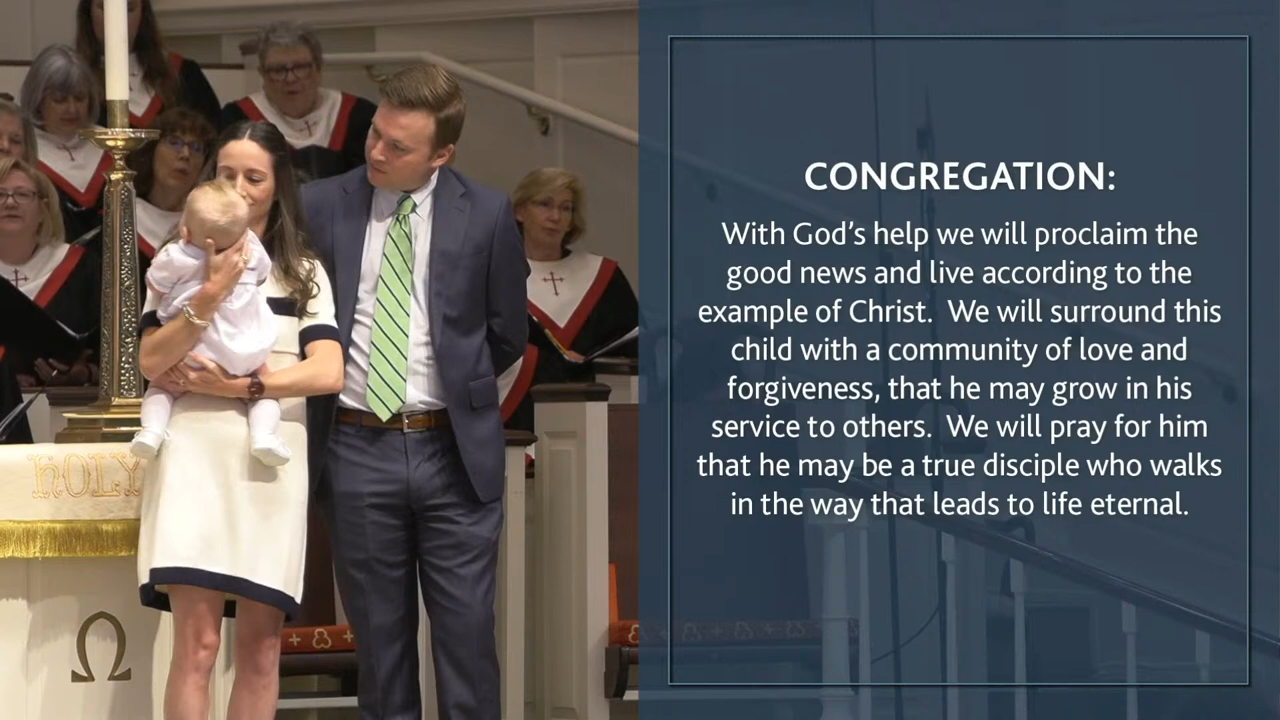 CONGREGATION:
With God's help we will proclaim the
good news and live according to the
example of Christ.  We will surround this
child with a community of love and
forgiveness, that he may grow in his
service to others.  We will pray for him
that he may be a true disciple who walks
in the way that leads to life eternal.
HOLY
Ω